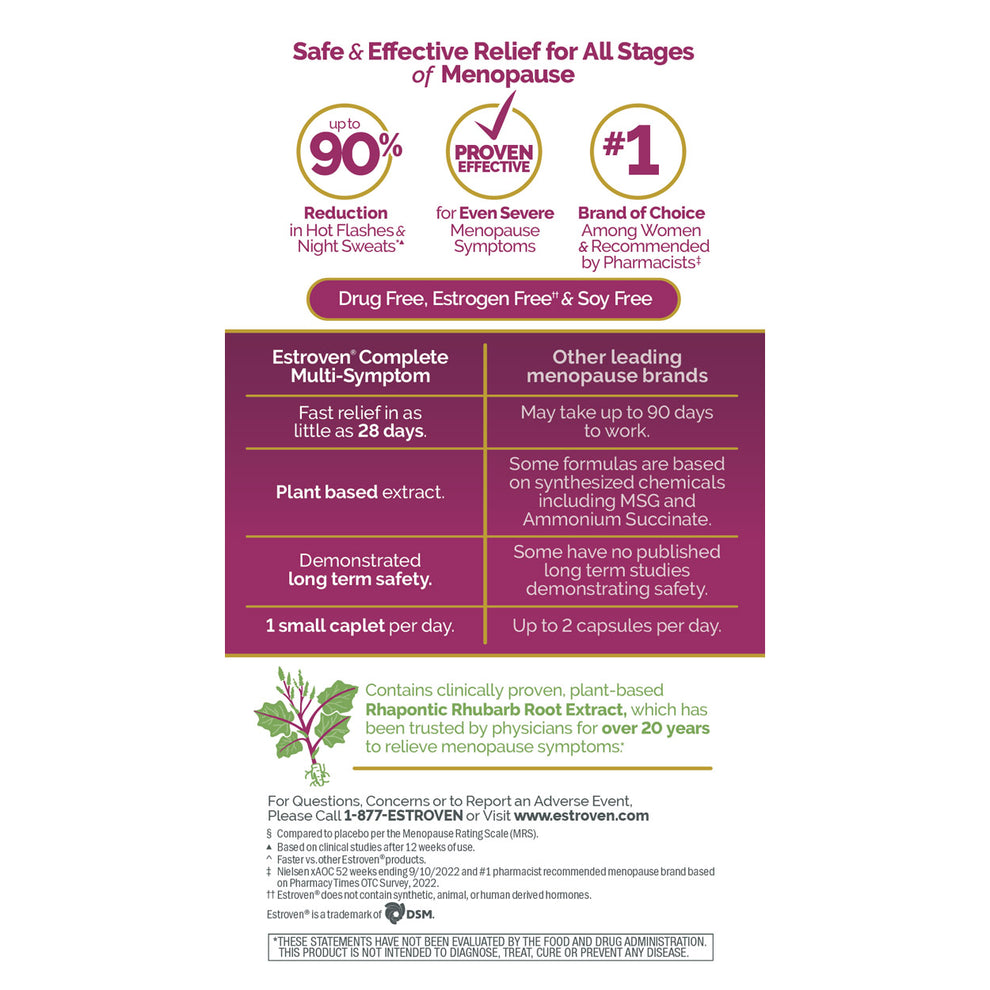 Safe & Effective Relief for All Stages
of Menopause
up to
90%
Reduction
in Hot Flashes &
Night Sweats*▲
PROVEN
EFFECTIVE
for Even Severe
Menopause
Symptoms
#1
Brand of Choice
Among Women
& Recommended
by Pharmacists‡
Drug Free, Estrogen Free†† & Soy Free
Estroven® Complete
Multi-Symptom
Other leading
menopause brands
Fast relief in as
little as 28 days.
May take up to 90 days
to work.
Plant based extract.
Some formulas are based
on synthesized chemicals
including MSG and
Ammonium Succinate.
Demonstrated
long term safety.
Some have no published
long term studies
demonstrating safety.
1 small caplet per day.
Up to 2 capsules per day.
Contains clinically proven, plant-based
Rhapontic Rhubarb Root Extract, which has
been trusted by physicians for over 20 years
to relieve menopause symptoms.*
For Questions, Concerns or to Report an Adverse Event,
Please Call 1-877-ESTROVEN or Visit www.estroven.com
§ Compared to placebo per the Menopause Rating Scale (MRS).
▲ Based on clinical studies after 12 weeks of use.
^ Faster vs. other Estroven® products.
‡ Nielsen xAOC 52 weeks ending 9/10/2022 and #1 pharmacist recommended menopause brand based
on Pharmacy Times OTC Survey, 2022.
†† Estroven® does not contain synthetic, animal, or human derived hormones.
Estroven® is a trademark of DSM.
*THESE STATEMENTS HAVE NOT BEEN EVALUATED BY THE FOOD AND DRUG ADMINISTRATION.
THIS PRODUCT IS NOT INTENDED TO DIAGNOSE, TREAT, CURE OR PREVENT ANY DISEASE.